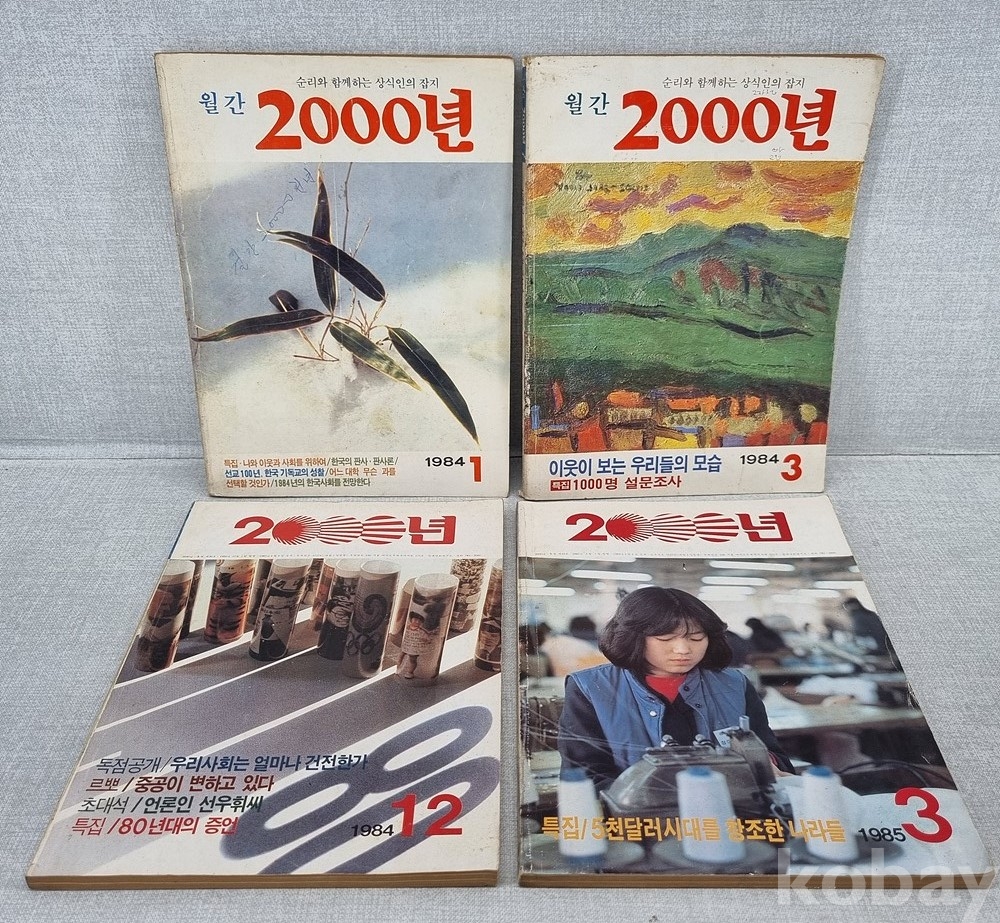 순리와 함께하는 상식인의 잡지
월간 2000년
특집·나와 이웃과 사회를 위하여/한국의 판사·판사론/
선교100년, 한국 기독교의 성찰/어느 대학 무슨 과를
선택할 것인가/1984년의 한국사회를 전망한다
1984 1
순리와 함께하는 상식인의 잡지
월간 2000년
이웃이 보는 우리들의 모습
특집 1000명 설문조사
1984 3
2000년
독점공개/우리사회는 얼마나 건전한가
르뽀/중공이 변하고 있다
초대석/언론인 선우휘씨
특집/80년대의 증언
1984 12
2000년
특집/5천달러시대를 창조한 나라들
1985 3
kobay